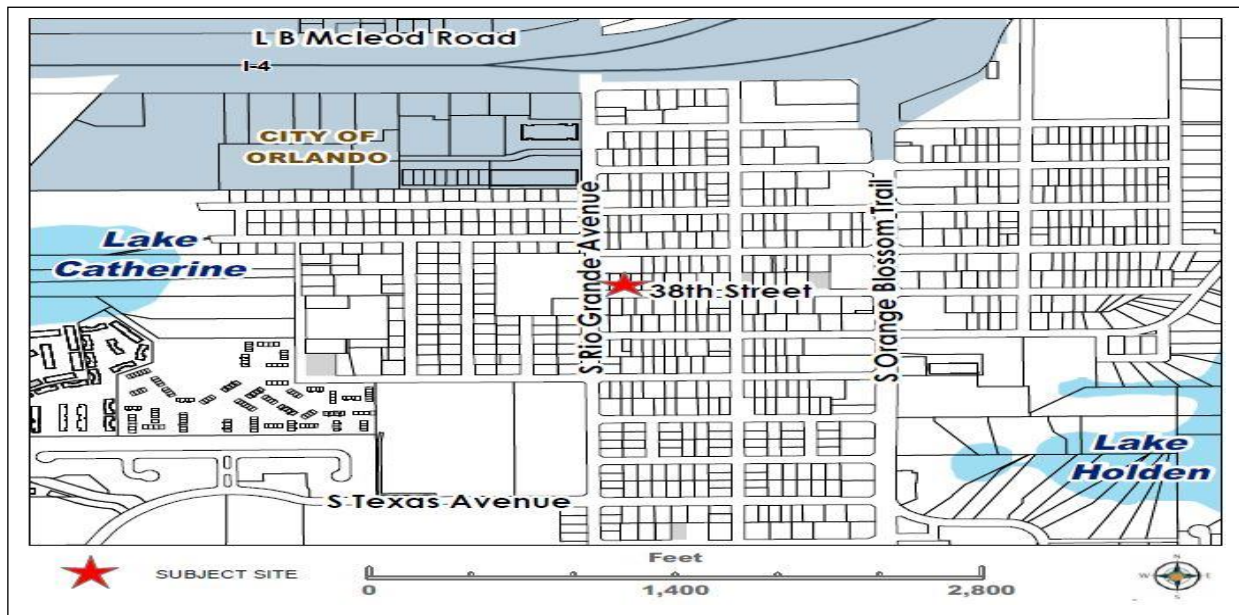 L B Mcleod Road
I-4
CITY OF
ORLANDO
S Rio Grande Avenue
S Orange Blossom Trail
Lake
Catherine
38th Street
Lake
Holden
S Texas Avenue
SUBJECT SITE
Feet
0
1,400
2,800
N
W
E
S